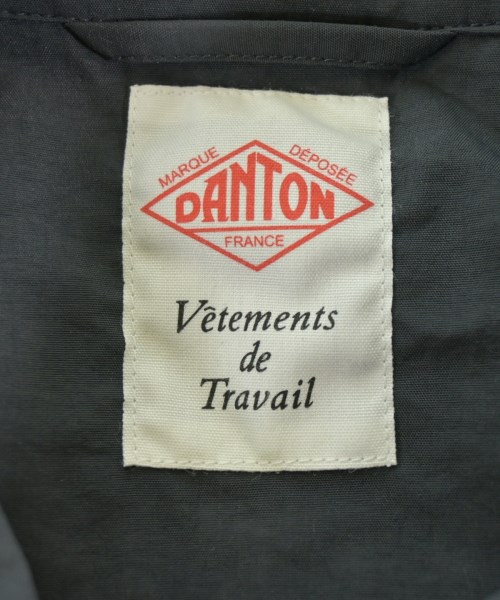 MARQUE DÉPOSÉE
DANTON
FRANCE
Vêtements
de
Travail